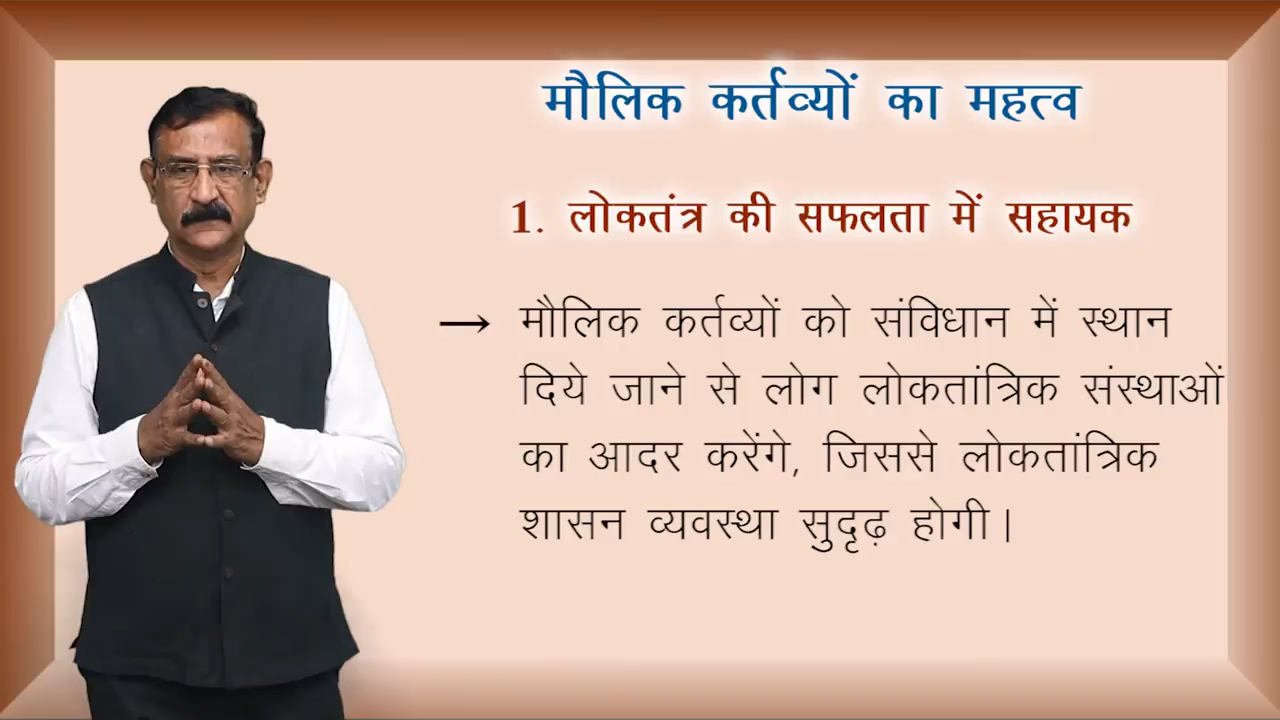 मौलिक कर्तव्यों का महत्व
1. लोकतंत्र की सफलता में सहायक
→ मौलिक कर्तव्यों को संविधान में स्थान
दिये जाने से लोग लोकतांत्रिक संस्थाओं
का आदर करेंगे, जिससे लोकतांत्रिक
शासन व्यवस्था सुदृढ़ होगी।